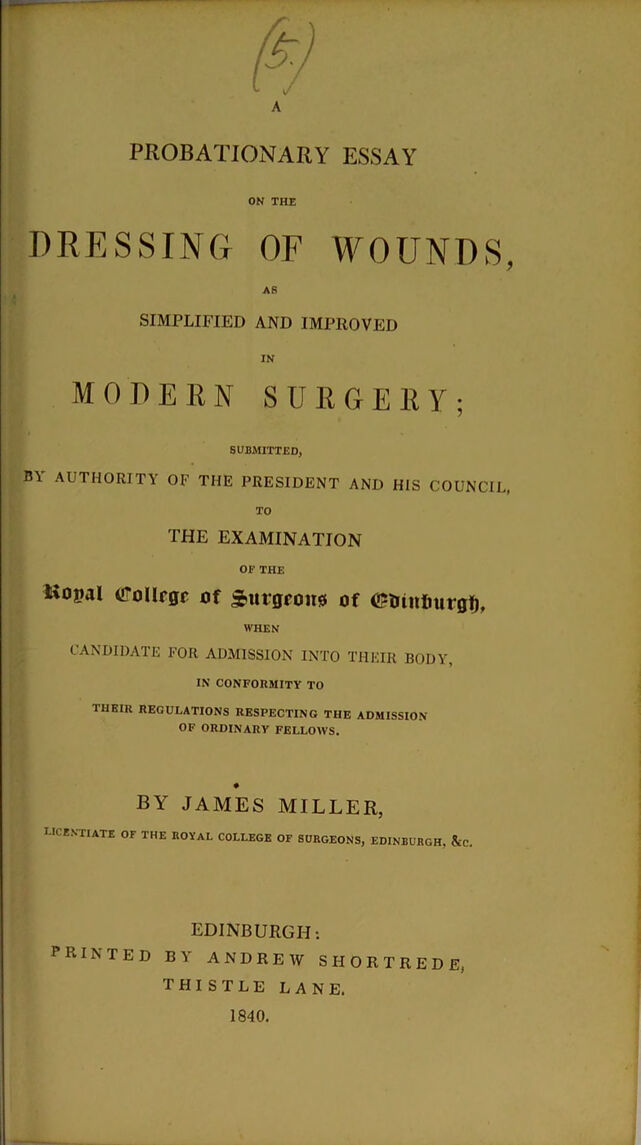 (5.)
A
PROBATIONARY ESSAY
ON THE
DRESSING OF WOUNDS,
AS
SIMPLIFIED AND IMPROVED
IN
MODERN SURGERY;
SUBMITTED,
BY AUTHORITY OF THE PRESIDENT AND HIS COUNCIL,
TO
THE EXAMINATION
OF THE
Royal College of Surgeons of Edinburgh,
WHEN
CANDIDATE FOR ADMISSION INTO THEIR BODY,
IN CONFORMITY TO
THEIR REGULATIONS RESPECTING THE ADMISSION
OF ORDINARY FELLOWS.
BY JAMES MILLER,
LICENTIATE OF THE ROYAL COLLEGE OF SURGEONS, EDINBURGH, &c.
EDINBURGH:
PRINTED BY ANDREW SHORTREDE,
THISTLE LANE.
1840.